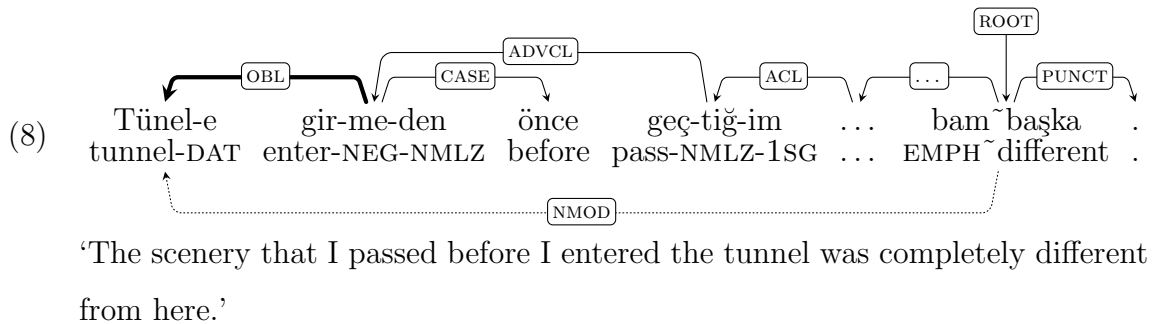 ROOT
ADVCL
OBL CASE ACL ... PUNCT
(8) Tünel-e gir-me-den önce geç-tiğ-im ... bam~başka .
tunnel-DAT enter-NEG-NMLZ before pass-NMLZ-1SG ... EMPH~different .
NMOD
‘The scenery that I passed before I entered the tunnel was completely different
from here.’